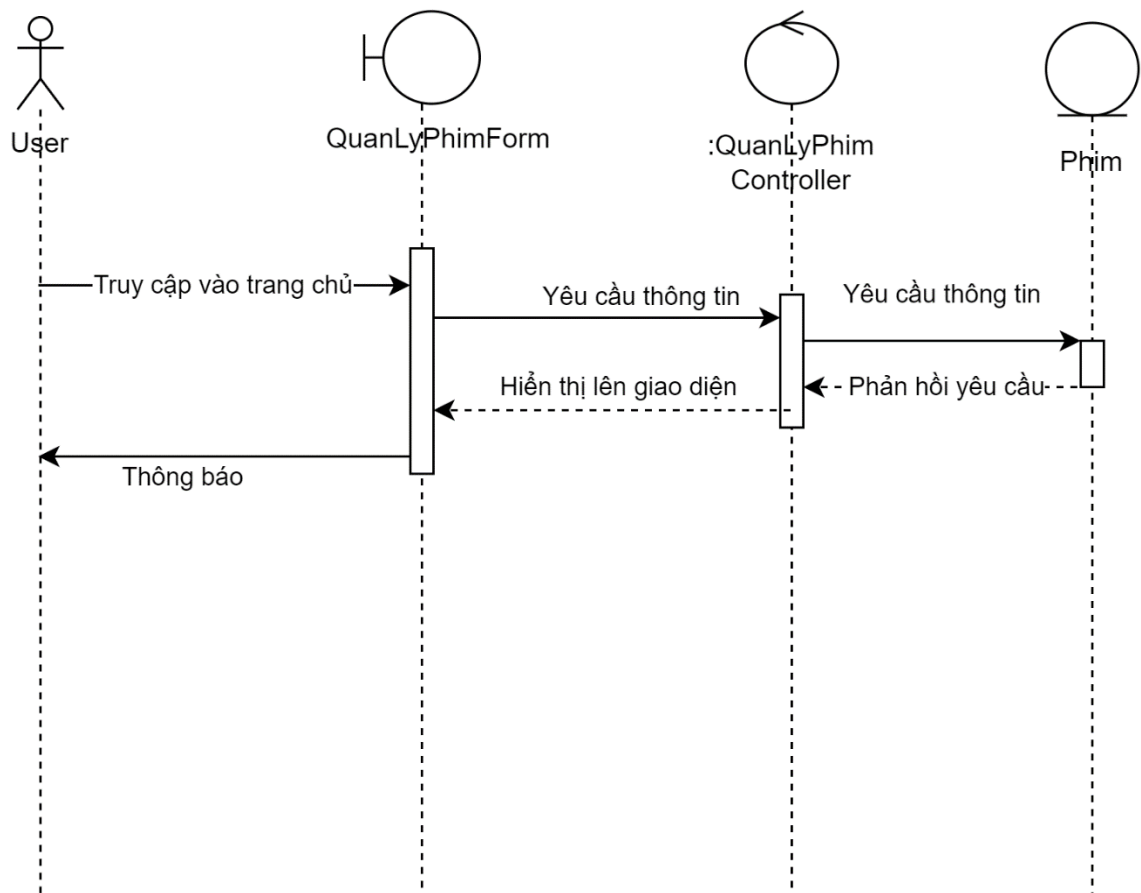 User
QuanLyPhimForm
:QuanLyPhim
Controller
Phim
Truy cập vào trang chủ
Yêu cầu thông tin
Yêu cầu thông tin
Hiển thị lên giao diện
Phản hồi yêu cầu
Thông báo